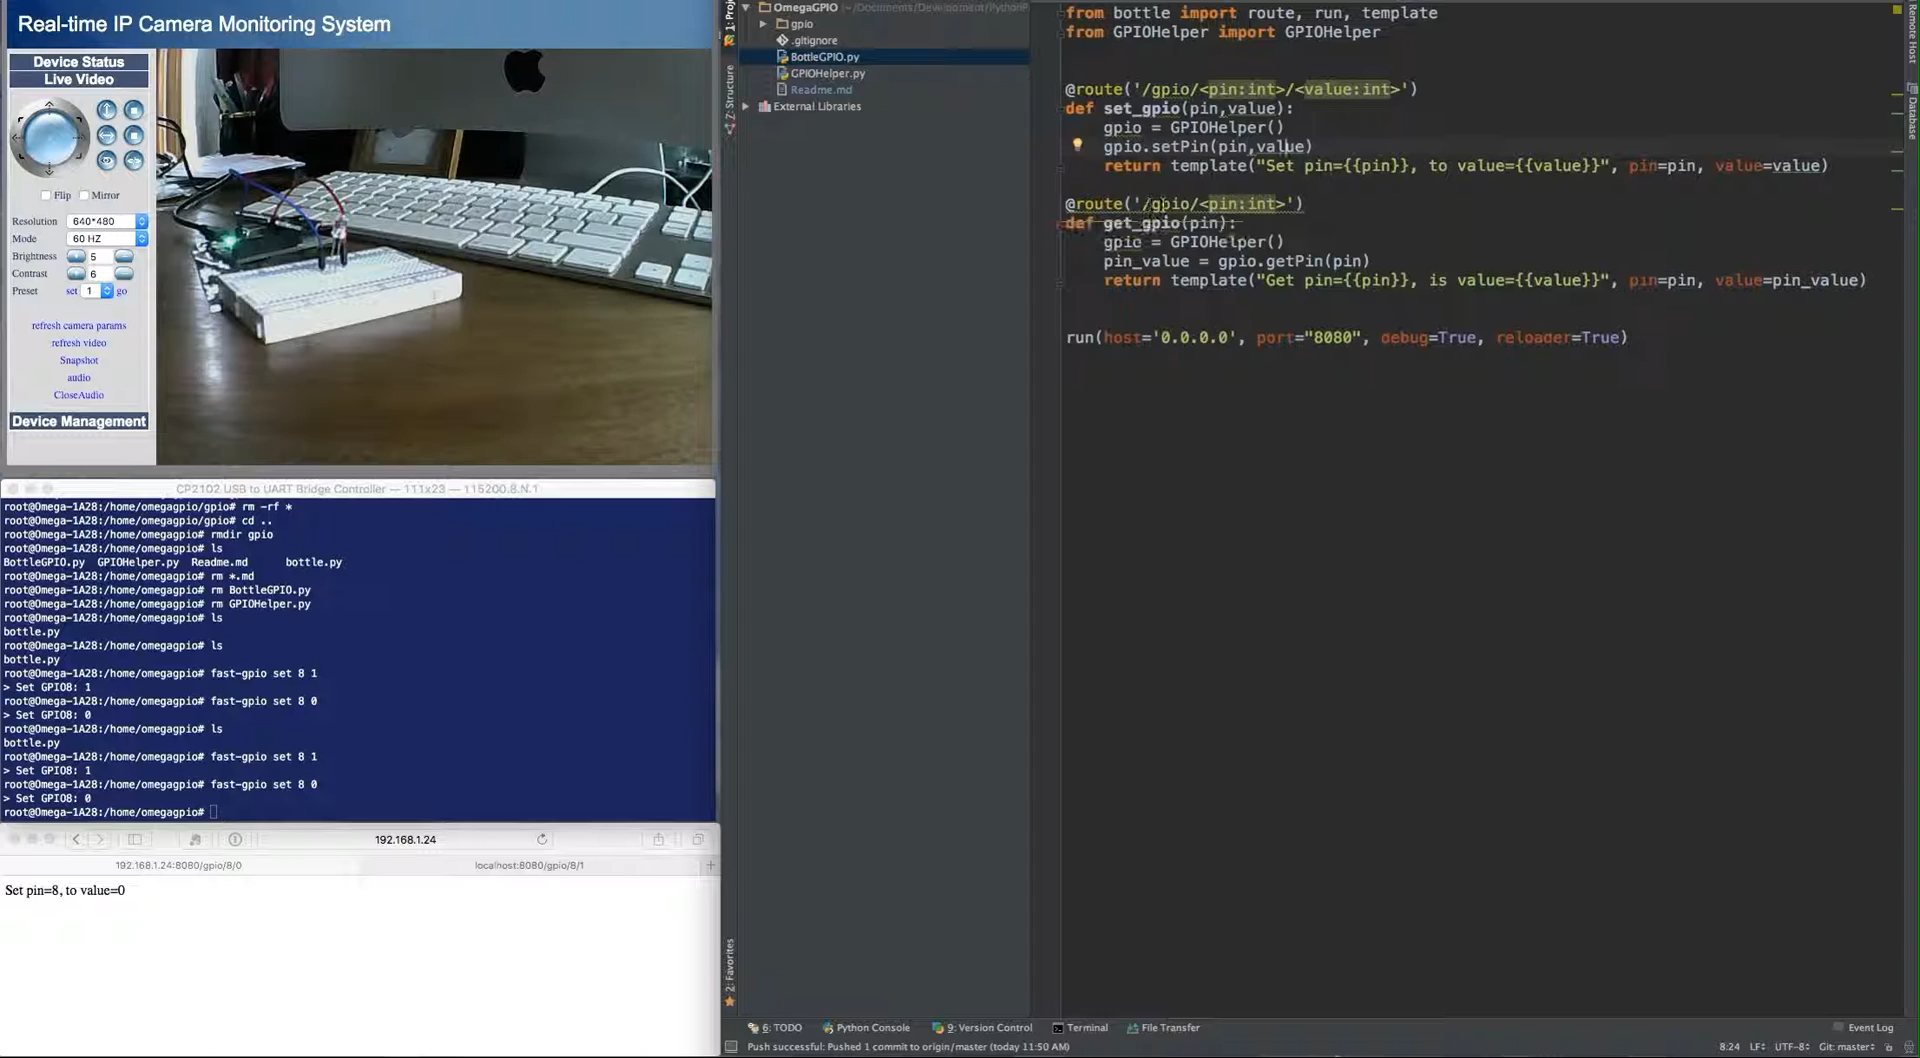 Real-time IP Camera Monitoring System
Device Status
Live Video
Flip Mirror
Resolution 640*480
Mode 60 HZ
Brightness 5
Contrast 6
Preset set 1 go
refresh camera params
refresh video
Snapshot
audio
CloseAudio
Device Management
CP2102 USB to UART Bridge Controller — 111x23 — 115200.8.N.1
root@Omega-1A28:/home/omegagpio/gpio# rm -rf *
root@Omega-1A28:/home/omegagpio/gpio# cd ..
root@Omega-1A28:/home/omegagpio# rmdir gpio
root@Omega-1A28:/home/omegagpio# ls
BottleGPIO.py GPIOHelper.py Readme.md bottle.py
root@Omega-1A28:/home/omegagpio# rm *.md
root@Omega-1A28:/home/omegagpio# rm BottleGPIO.py
root@Omega-1A28:/home/omegagpio# rm GPIOHelper.py
root@Omega-1A28:/home/omegagpio# ls
bottle.py
root@Omega-1A28:/home/omegagpio# ls
bottle.py
root@Omega-1A28:/home/omegagpio# fast-gpio set 8 1
> Set GPIO8: 1
root@Omega-1A28:/home/omegagpio# fast-gpio set 8 0
> Set GPIO8: 0
root@Omega-1A28:/home/omegagpio# ls
bottle.py
root@Omega-1A28:/home/omegagpio# fast-gpio set 8 1
> Set GPIO8: 1
root@Omega-1A28:/home/omegagpio# fast-gpio set 8 0
> Set GPIO8: 0
root@Omega-1A28:/home/omegagpio#
192.168.1.24
192.168.1.24:8080/gpio/8/0 localhost:8080/gpio/8/1
Set pin=8, to value=0
1: Proj
Z: Structure
2: Favorites
OmegaGPIO (~/Documents/Development/PythonP
gpio
.gitignore
BottleGPIO.py
GPIOHelper.py
Readme.md
External Libraries
from bottle import route, run, template
from GPIOHelper import GPIOHelper
@route('/gpio/<pin:int>/<value:int>')
def set_gpio(pin,value):
gpio = GPIOHelper()
gpio.setPin(pin,value)
return template("Set pin={{pin}}, to value={{value}}", pin=pin, value=value)
@route('/gpio/<pin:int>')
def get_gpio(pin):
gpio = GPIOHelper()
pin_value = gpio.getPin(pin)
return template("Get pin={{pin}}, is value={{value}}", pin=pin, value=pin_value)
run(host='0.0.0.0', port="8080", debug=True, reloader=True)
Remote Host
Database
6: TODO Python Console 9: Version Control Terminal File Transfer Event Log
Push successful: Pushed 1 commit to origin/master (today 11:50 AM) 8:24 LF÷ UTF-8÷ Git: master÷